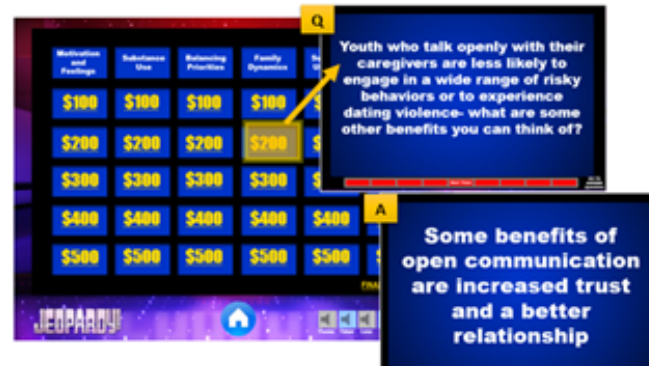 Q
Youth who talk openly with their
caregivers are less likely to
engage in a wide range of risky
behaviors or to experience
dating violence- what are some
other benefits you can think of?
Motivation
and
Feelings
Substance
Use
Balancing
Priorities
Family
Dynamics
$100 $100 $100 $100
$200 $200 $200 $200
$300 $300 $300 $300
$400 $400 $400 $400 $400
$500 $500 $500 $500 $500
JEOPARDY!
A
Some benefits of
open communication
are increased trust
and a better
relationship